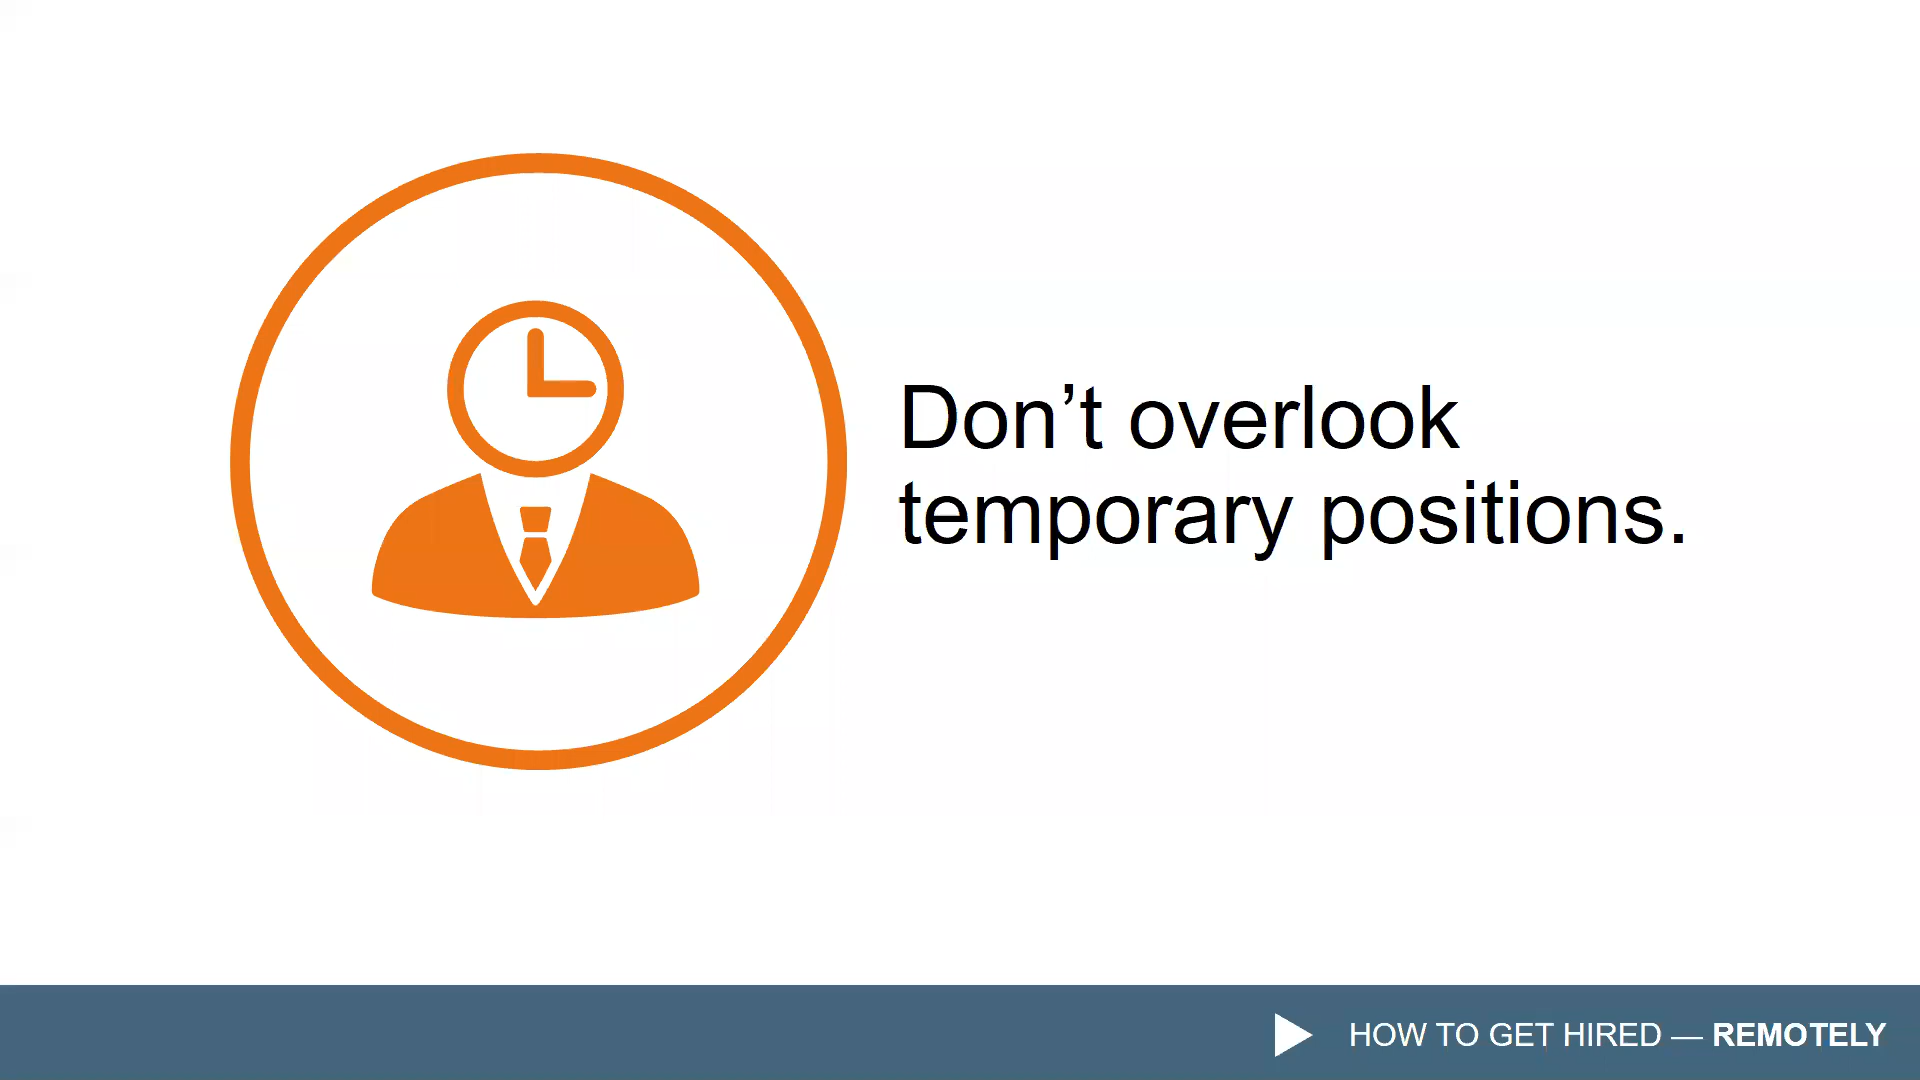 Don’t overlook
temporary positions.
HOW TO GET HIRED — REMOTELY